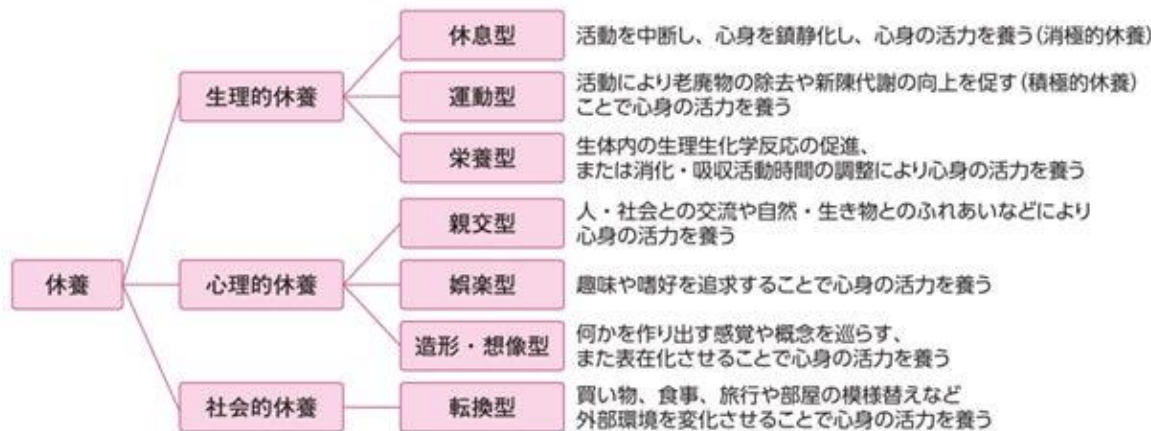 休養
生理的休養
休息型
活動を中断し、心身を鎮静化し、心身の活力を養う(消極的休養)
運動型
活動により老廃物の除去や新陳代謝の向上を促す(積極的休養)
ことで心身の活力を養う
栄養型
生体内の生理生化学反応の促進、
または消化・吸収活動時間の調整により心身の活力を養う
心理的休養
親交型
人・社会との交流や自然・生き物とのふれあいなどにより
心身の活力を養う
娯楽型
趣味や嗜好を追求することで心身の活力を養う
造形・想像型
何かを作り出す感覚や概念を巡らす、
また表在化させることで心身の活力を養う
社会的休養
転換型
買い物、食事、旅行や部屋の模様替えなど
外部環境を変化させることで心身の活力を養う